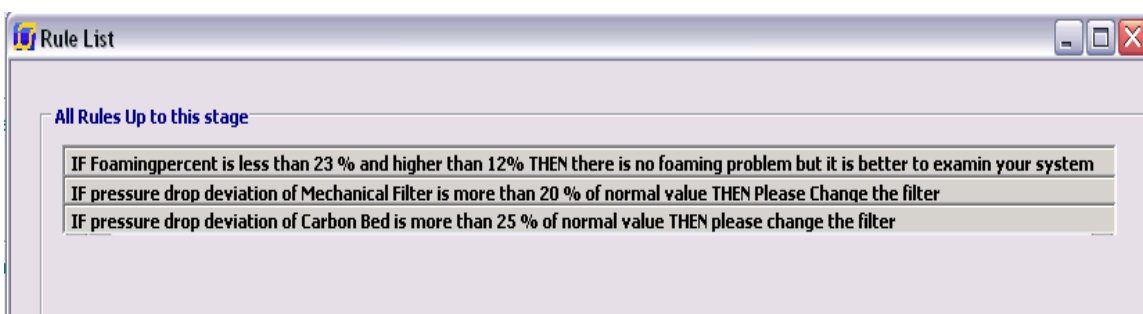 Rule List
All Rules Up to this stage
IF Foamingpercent is less than 23 % and higher than 12% THEN there is no foaming problem but it is better to examin your system
IF pressure drop deviation of Mechanical Filter is more than 20 % of normal value THEN Please Change the filter
IF pressure drop deviation of Carbon Bed is more than 25 % of normal value THEN please change the filter